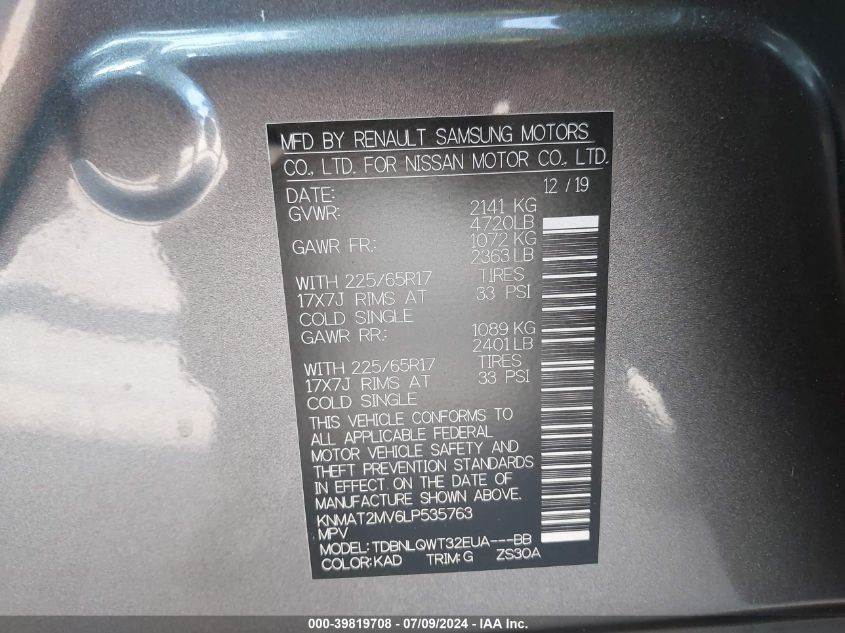 MFD BY RENAULT SAMSUNG MOTORS
CO., LTD. FOR NISSAN MOTOR CO., LTD.
DATE: 12 / 19
GVWR: 2141 KG
4720LB
GAWR FR.: 1072 KG
2363 LB
WITH 225/65R17 TIRES
17X7J RIMS AT 33 PSI
COLD SINGLE
GAWR RR.: 1089 KG
2401 LB
WITH 225/65R17 TIRES
17X7J RIMS AT 33 PSI
COLD SINGLE
THIS VEHICLE CONFORMS TO
ALL APPLICABLE FEDERAL
MOTOR VEHICLE SAFETY AND
THEFT PREVENTION STANDARDS
IN EFFECT ON THE DATE OF
MANUFACTURE SHOWN ABOVE.
KNMAT2MV6LP535763
MPV
MODEL: TDBNLQWT32EUA---BB
COLOR: KAD TRIM: G ZS30A
000-39819708 - 07/09/2024 - IAA Inc.